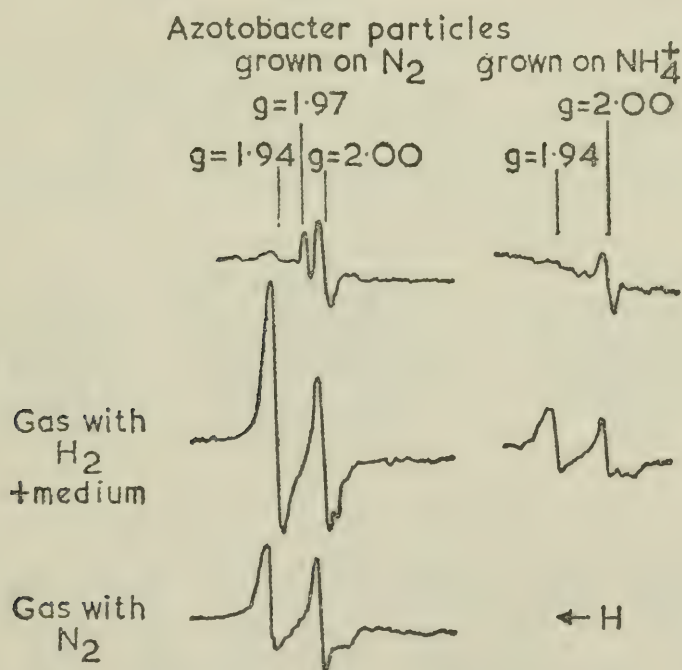 Azotobacter particles
grown on N₂ grown on NH₄⁺
g=1·97 g=2·00
g=1·94 g=2·00 g=1·94
Gas with
H₂
+medium
Gas with
N₂
← H